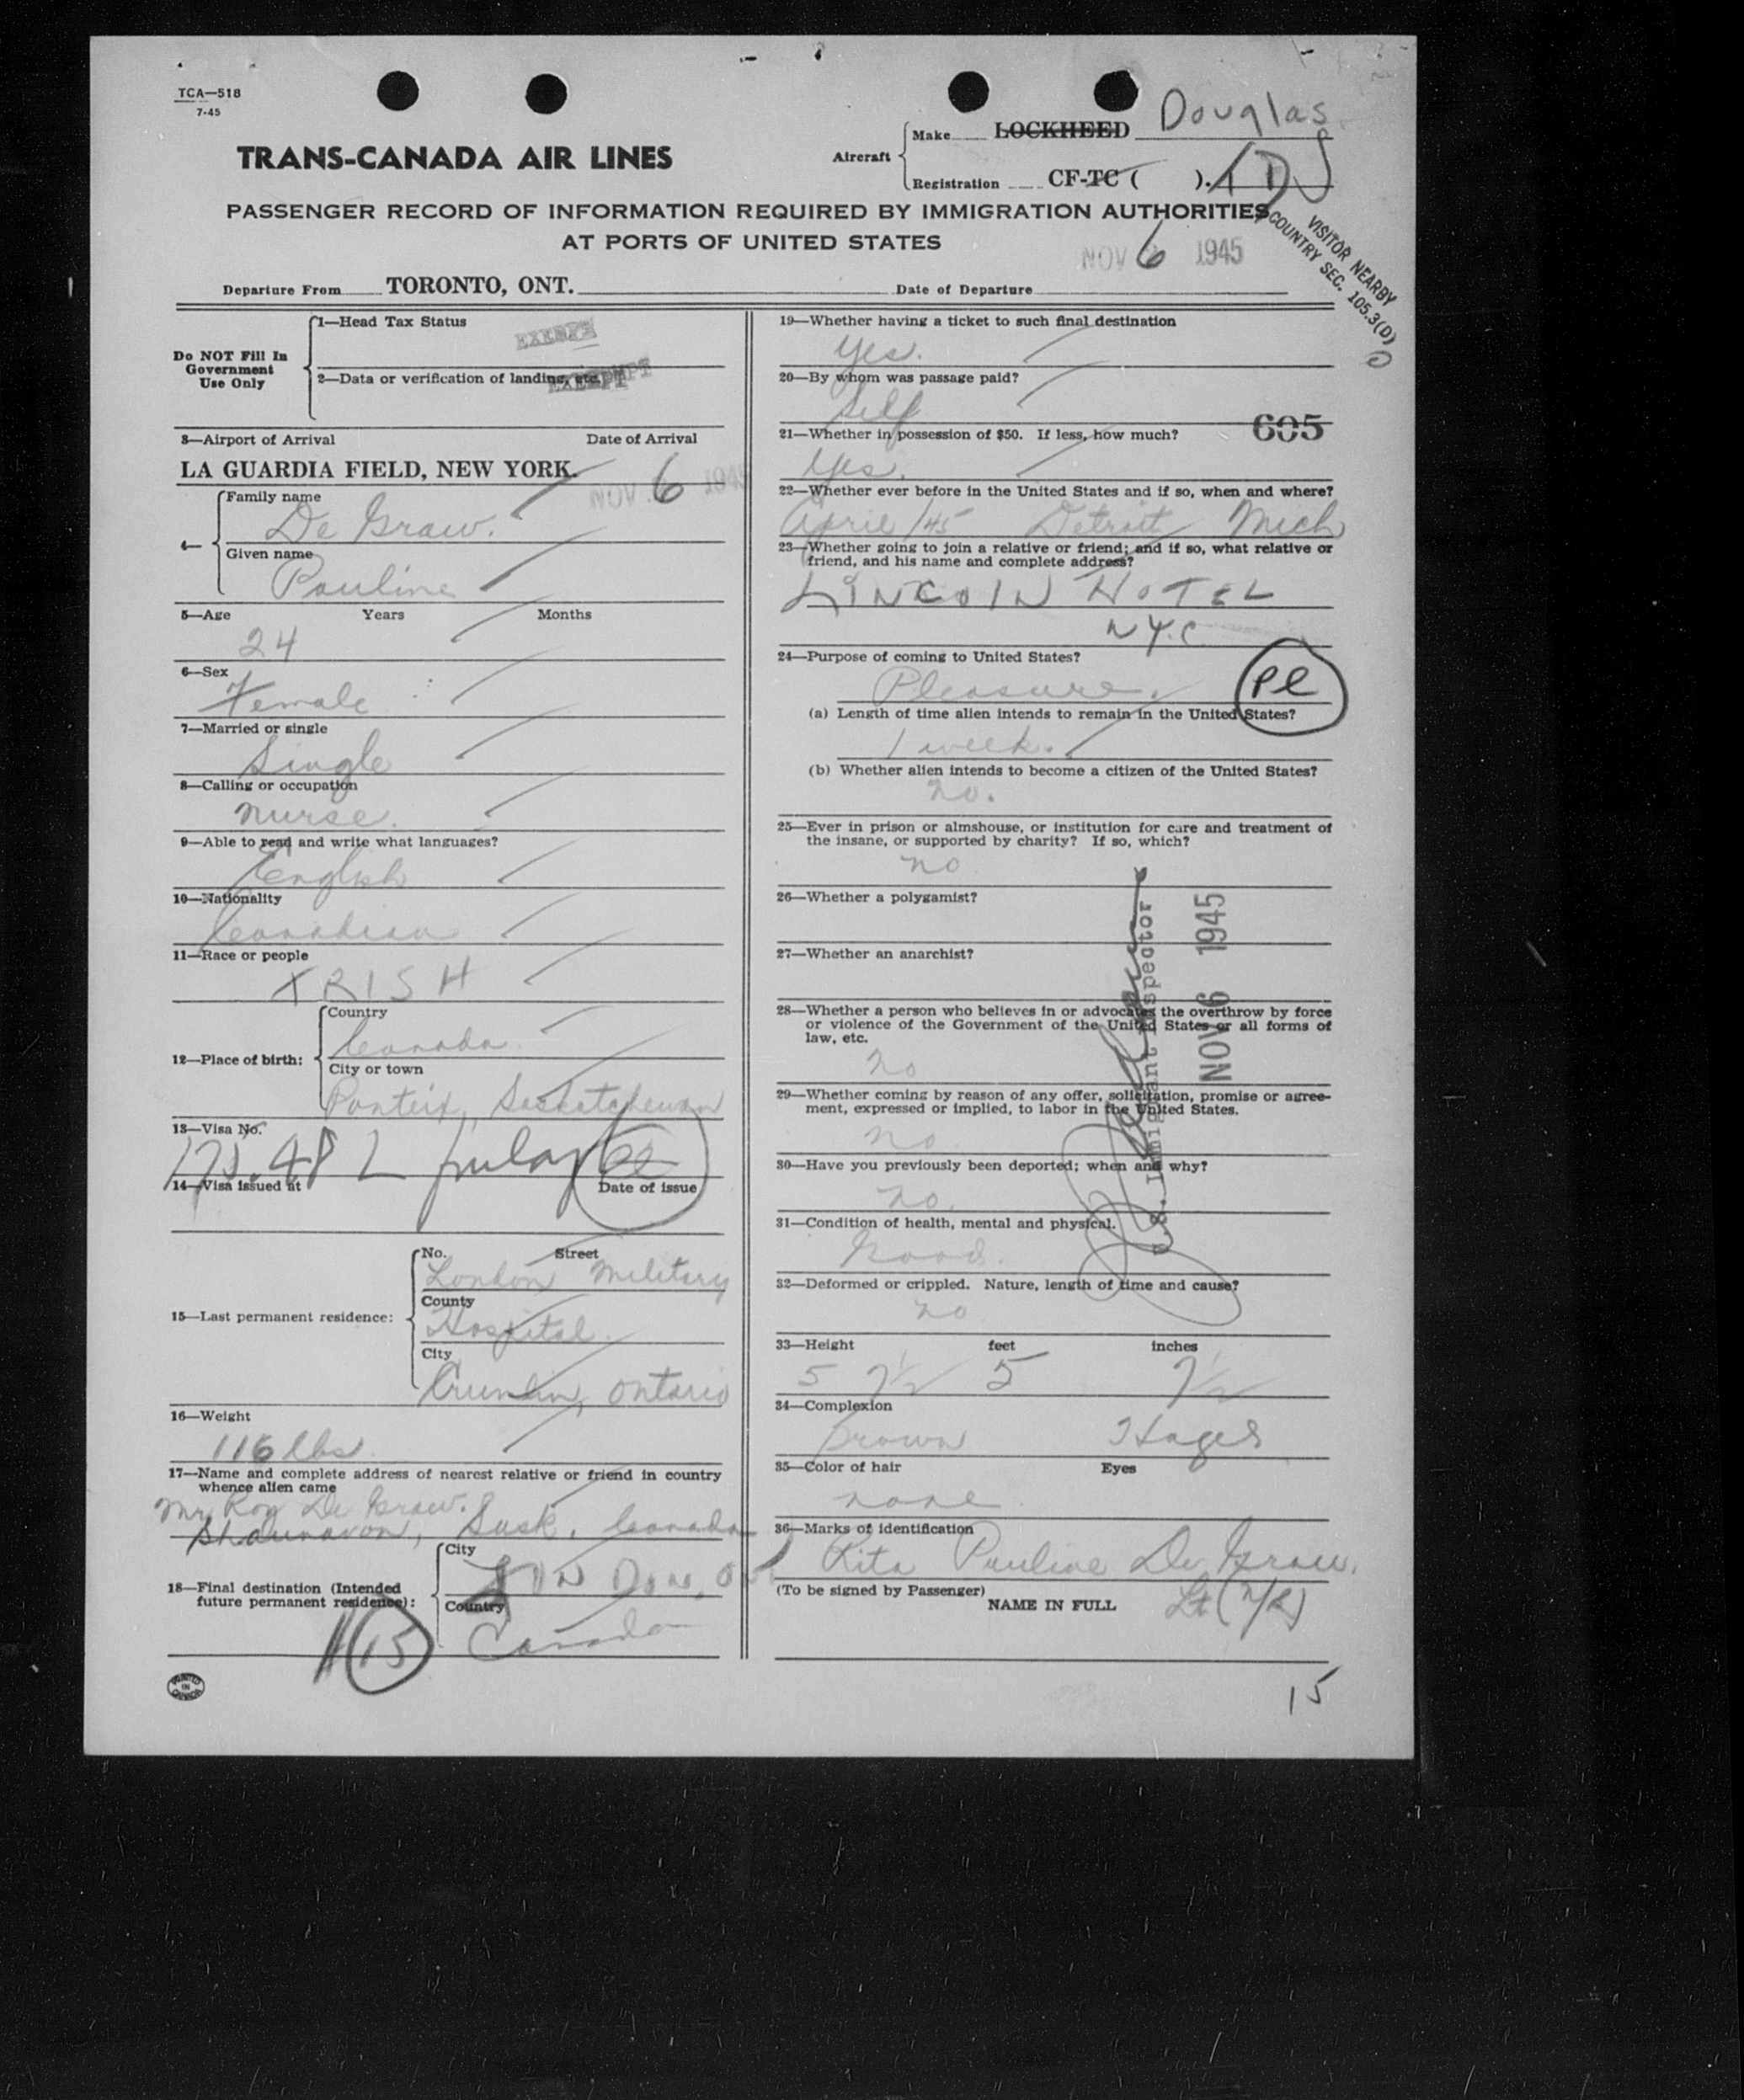 TCA—518
7-45
TRANS-CANADA AIR LINES
Aircraft
Make LOCKHEED Douglas
Registration CF-TC ( ). TDJ
PASSENGER RECORD OF INFORMATION REQUIRED BY IMMIGRATION AUTHORITIES
AT PORTS OF UNITED STATES
VISITOR NEARBY
COUNTRY SEC. 105.3(D)
NOV 6 1945
Departure From TORONTO, ONT. Date of Departure
Do NOT Fill In
Government
Use Only
1—Head Tax Status
EXEMPT
2—Data or verification of landing, etc.
EXEMPT
3—Airport of Arrival Date of Arrival
LA GUARDIA FIELD, NEW YORK. NOV 6 1945
4—
Family name
De Graw.
Given name
Pauline
5—Age Years Months
24
6—Sex
Female
7—Married or single
Single
8—Calling or occupation
nurse.
9—Able to read and write what languages?
English
10—Nationality
Canadian
11—Race or people
IRISH
12—Place of birth:
Country
Canada
City or town
Ponteix, Saskatchewan
13—Visa No.
175.48
14—Visa issued at Date of issue
15—Last permanent residence:
No. Street
London Military
County
Hospital.
City
Crumlin, Ontario
16—Weight
116 lbs
17—Name and complete address of nearest relative or friend in country
whence alien came
Mr. Roy De Graw.
Shaunavon, Sask. Canada
18—Final destination (Intended
future permanent residence):
City
London, Ont
Country
Canada
15
PRINTED
IN
CANADA
19—Whether having a ticket to such final destination
Yes.
20—By whom was passage paid?
Self
21—Whether in possession of $50. If less, how much?
605
Yes.
22—Whether ever before in the United States and if so, when and where?
April /45 Detroit Mich
23—Whether going to join a relative or friend; and if so, what relative or
friend, and his name and complete address?
LINCOLN HOTEL
N.Y.C
24—Purpose of coming to United States?
Pleasure. Pl
(a) Length of time alien intends to remain in the United States?
1 week.
(b) Whether alien intends to become a citizen of the United States?
No.
25—Ever in prison or almshouse, or institution for care and treatment of
the insane, or supported by charity? If so, which?
no
26—Whether a polygamist?
27—Whether an anarchist?
28—Whether a person who believes in or advocates the overthrow by force
or violence of the Government of the United States or all forms of
law, etc.
No
29—Whether coming by reason of any offer, solicitation, promise or agree-
ment, expressed or implied, to labor in the United States.
no
30—Have you previously been deported; when and why?
no.
31—Condition of health, mental and physical.
Good.
32—Deformed or crippled. Nature, length of time and cause?
no
U.S. Immigrant Inspector
NOV 6 1945
33—Height feet inches
5 7½ 5 7½
34—Complexion
Brown Hazel
35—Color of hair Eyes
none
36—Marks of identification
Rita Pauline De Graw.
(To be signed by Passenger)
NAME IN FULL
Lt (N/S)
15